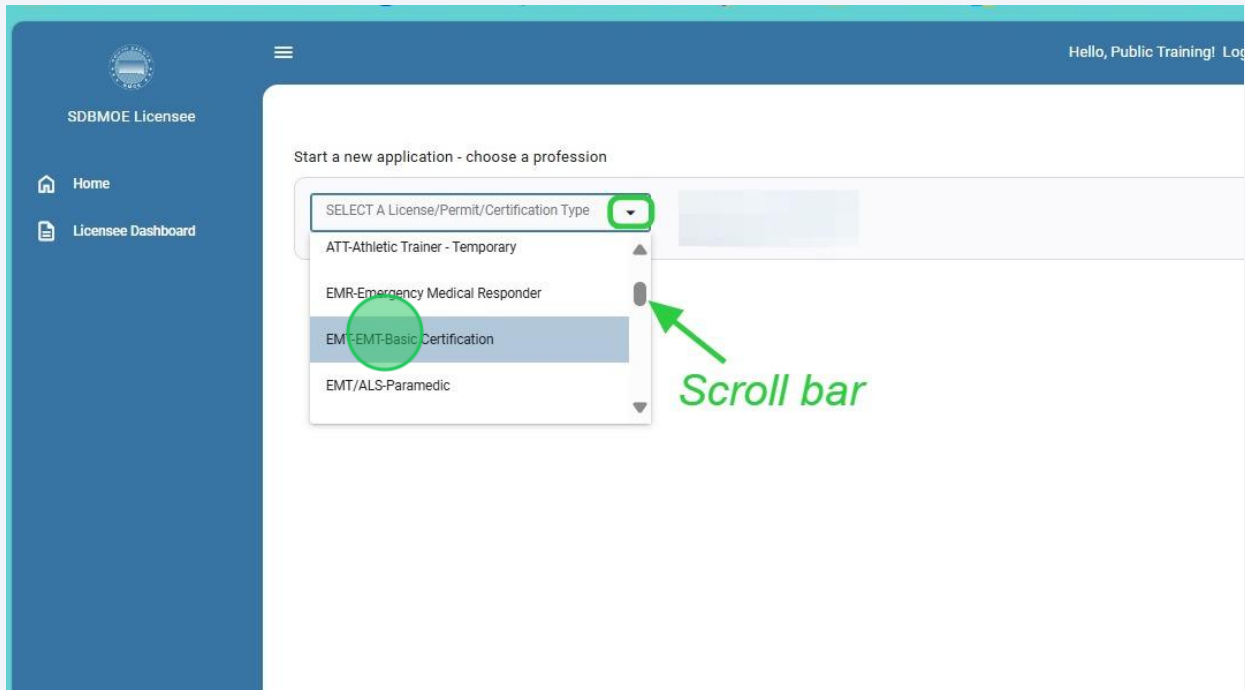 Hello, Public Training! Log
SDBMOE Licensee
Home
Licensee Dashboard
Start a new application - choose a profession
SELECT A License/Permit/Certification Type
ATT-Athletic Trainer - Temporary
EMR-Emergency Medical Responder
EMT-EMT-Basic Certification
EMT/ALS-Paramedic
Scroll bar